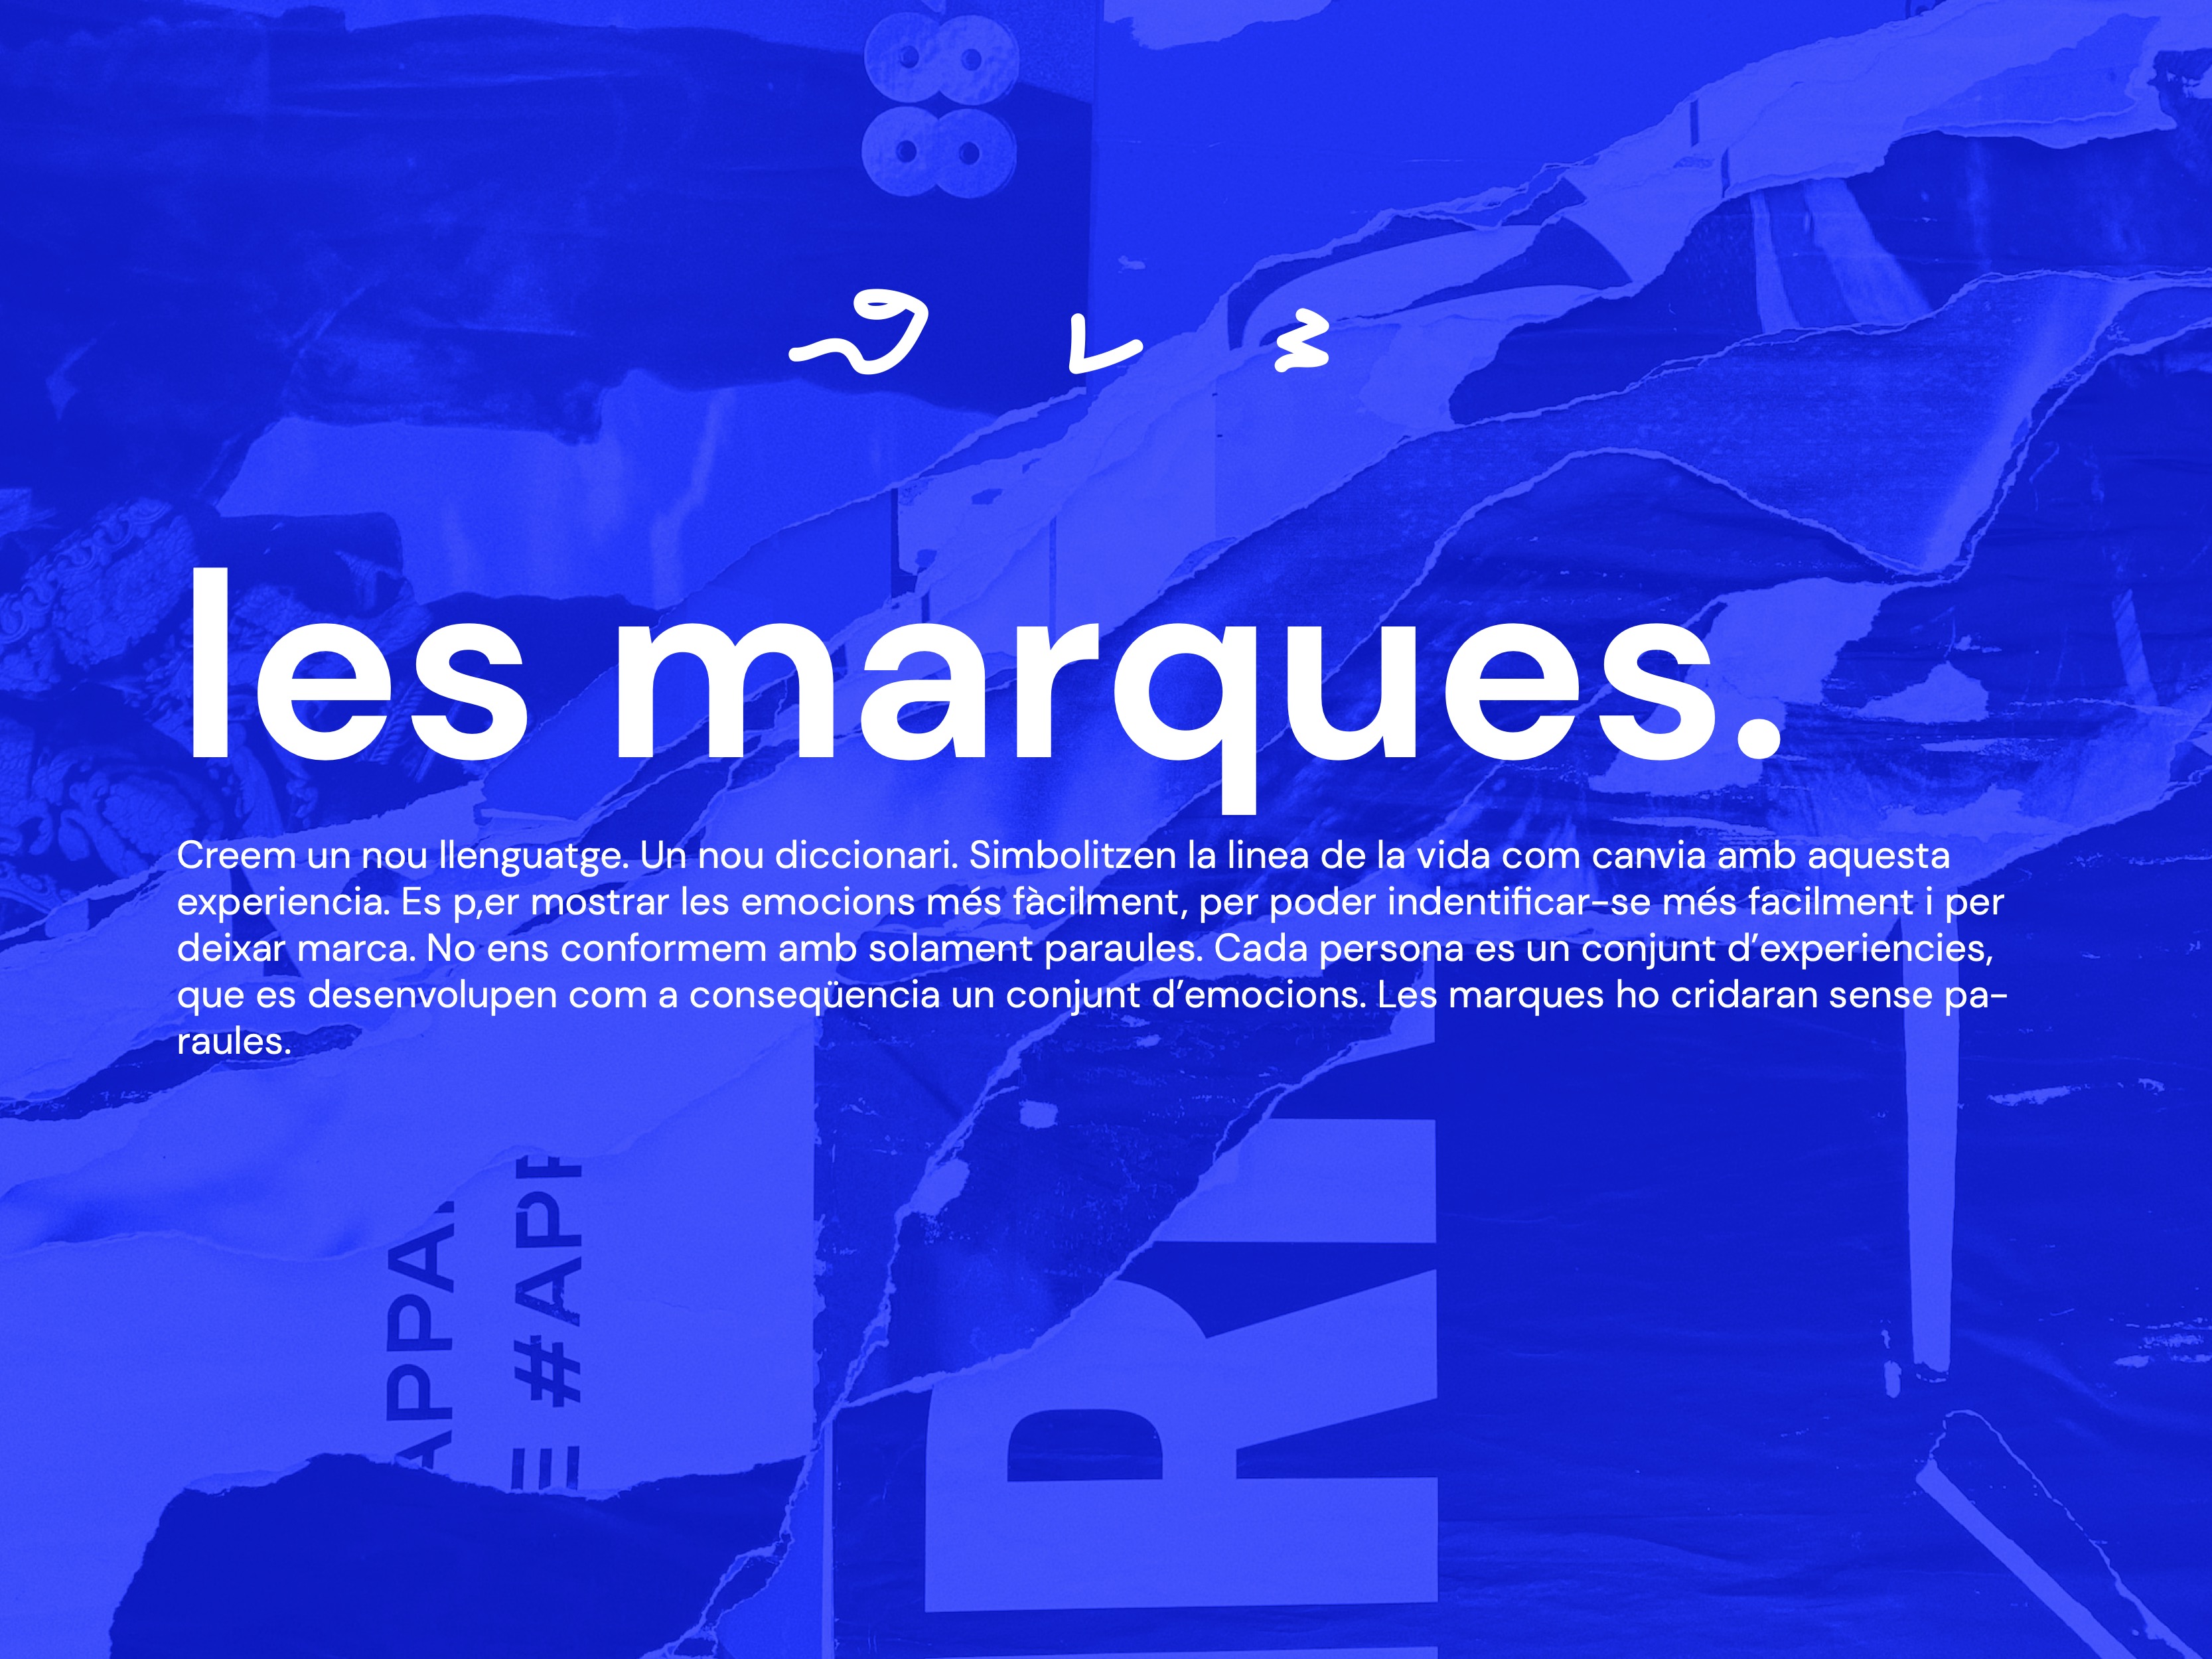 les marques.
Creem un nou llenguatge. Un nou diccionari. Simbolitzen la linea de la vida com canvia amb aquesta
experiencia. Es p,er mostrar les emocions més fàcilment, per poder indentificar-se més facilment i per
deixar marca. No ens conformem amb solament paraules. Cada persona es un conjunt d’experiencies,
que es desenvolupen com a conseqüencia un conjunt d’emocions. Les marques ho cridaran sense pa-
raules.
APPA
E #APP
R